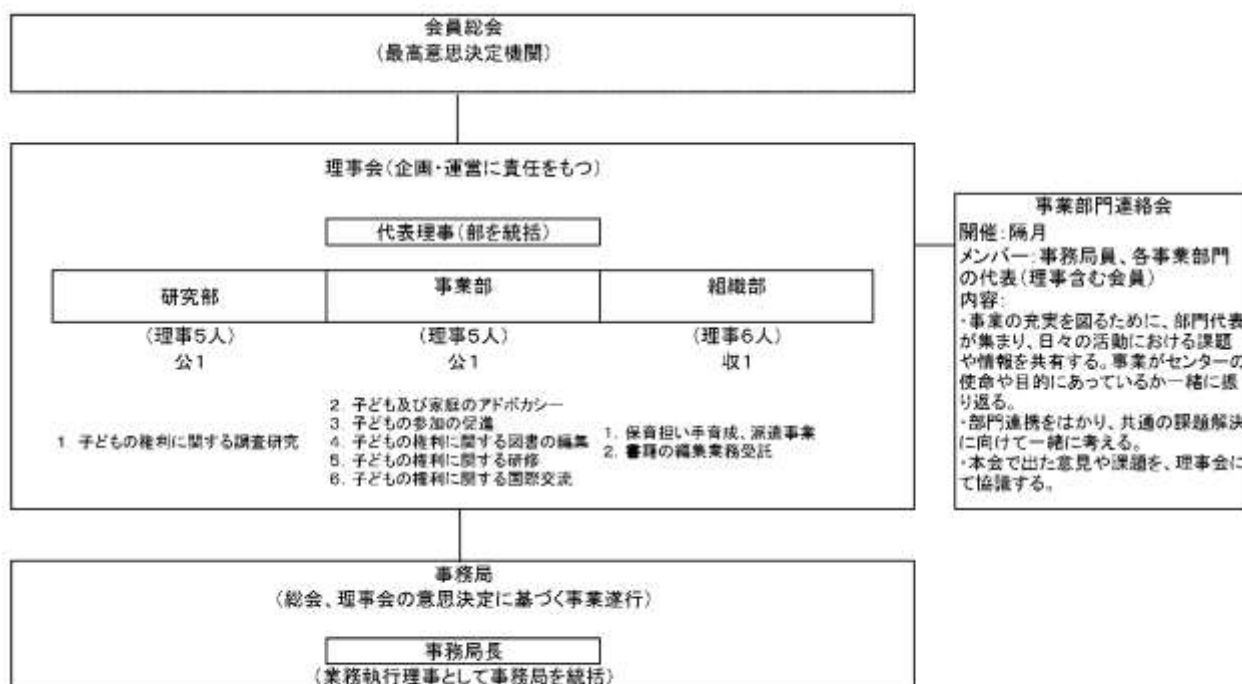 会員総会
(最高意思決定機関)
理事会(企画・運営に責任をもつ)
代表理事(部を統括)
研究部
事業部
組織部
(理事5人)
(理事5人)
(理事6人)
公1
公1
収1
1. 子どもの権利に関する調査研究
2. 子ども及び家庭のアドボカシー
3. 子どもの参加の促進
4. 子どもの権利に関する図書の編集
5. 子どもの権利に関する研修
6. 子どもの権利に関する国際交流
1. 保育担い手育成、派遣事業
2. 書籍の編集業務受託
事業部門連絡会
開催:隔月
メンバー:事務局員、各事業部門
の代表(理事含む会員)
内容:
・事業の充実を図るために、部門代表
が集まり、日々の活動における課題
や情報を共有する。事業がセンターの
使命や目的にあっているか一緒に振
り返る。
・部門連携をはかり、共通の課題解決
に向けて一緒に考える。
・本会で出た意見や課題を、理事会に
て協議する。
事務局
(総会、理事会の意思決定に基づく事業遂行)
事務局長
(業務執行理事として事務局を統括)